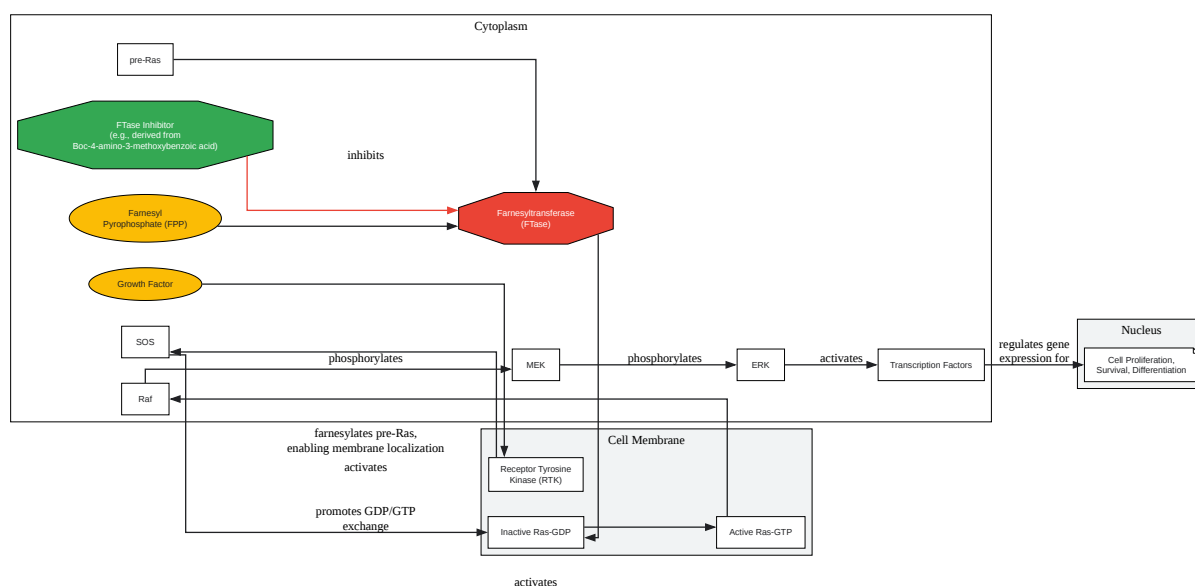 Cytoplasm
pre-Ras
FTase Inhibitor
(e.g., derived from
Boc-4-amino-3-methoxybenzoic acid)
inhibits
Farnesyl
Pyrophosphate (FPP)
Farnesyltransferase
(FTase)
Growth Factor
SOS
phosphorylates
MEK
phosphorylates
ERK
activates
Transcription Factors
regulates gene
expression for
Nucleus
Cell Proliferation,
Survival, Differentiation
Raf
farnesylates pre-Ras,
enabling membrane localization
activates
Cell Membrane
Receptor Tyrosine
Kinase (RTK)
promotes GDP/GTP
exchange
Inactive Ras-GDP
Active Ras-GTP
activates